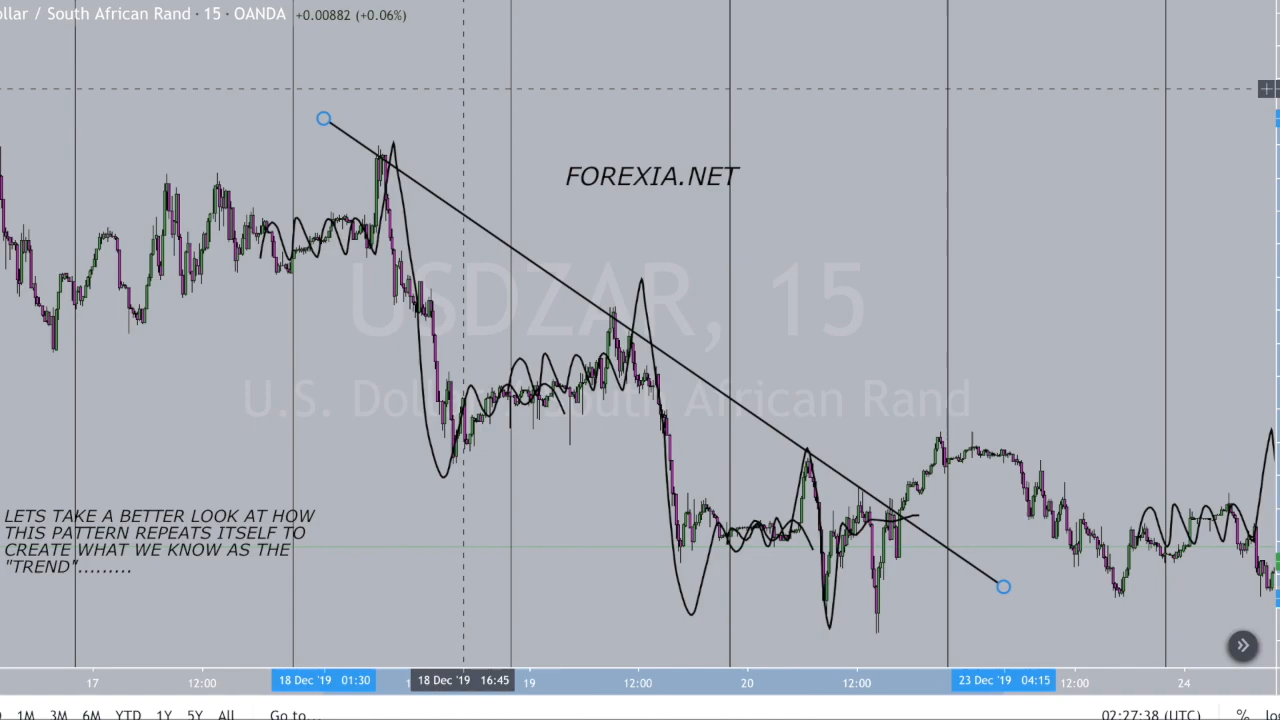 ollar / South African Rand · 15 · OANDA +0.00882 (+0.06%)
FOREXIA.NET
USDZAR, 15
U.S. Dollar / South African Rand
LETS TAKE A BETTER LOOK AT HOW
THIS PATTERN REPEATS ITSELF TO
CREATE WHAT WE KNOW AS THE
"TREND".........
17 12:00 18 Dec '19 01:30 18 Dec '19 16:45 19 12:00 20 12:00 23 Dec '19 04:15 12:00 24
1M 3M 6M YTD 1Y 5Y All Go to... 02:27:38 (UTC) %